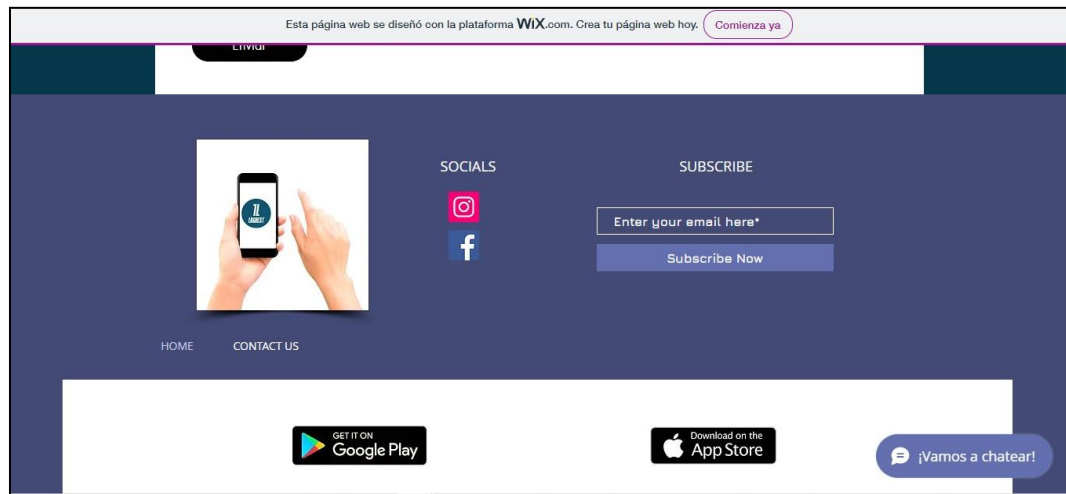 Esta página web se diseñó con la plataforma WiX.com. Crea tu página web hoy. Comienza ya
Enviar
SOCIALS
SUBSCRIBE
Enter your email here*
Subscribe Now
HOME
CONTACT US
GET IT ON
Google Play
Download on the
App Store
¡Vamos a chatear!